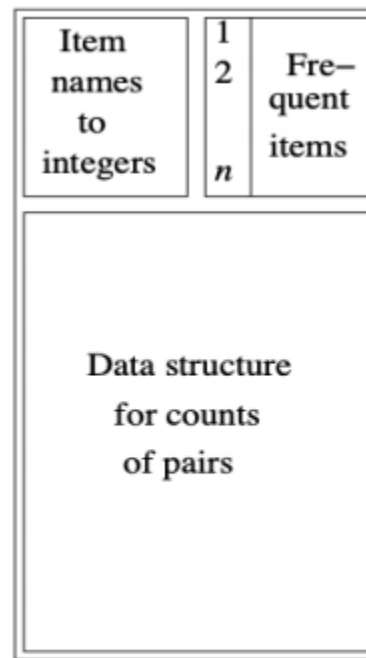 Item
names
to
integers
1
2
n
Fre–
quent
items
Data structure
for counts
of pairs